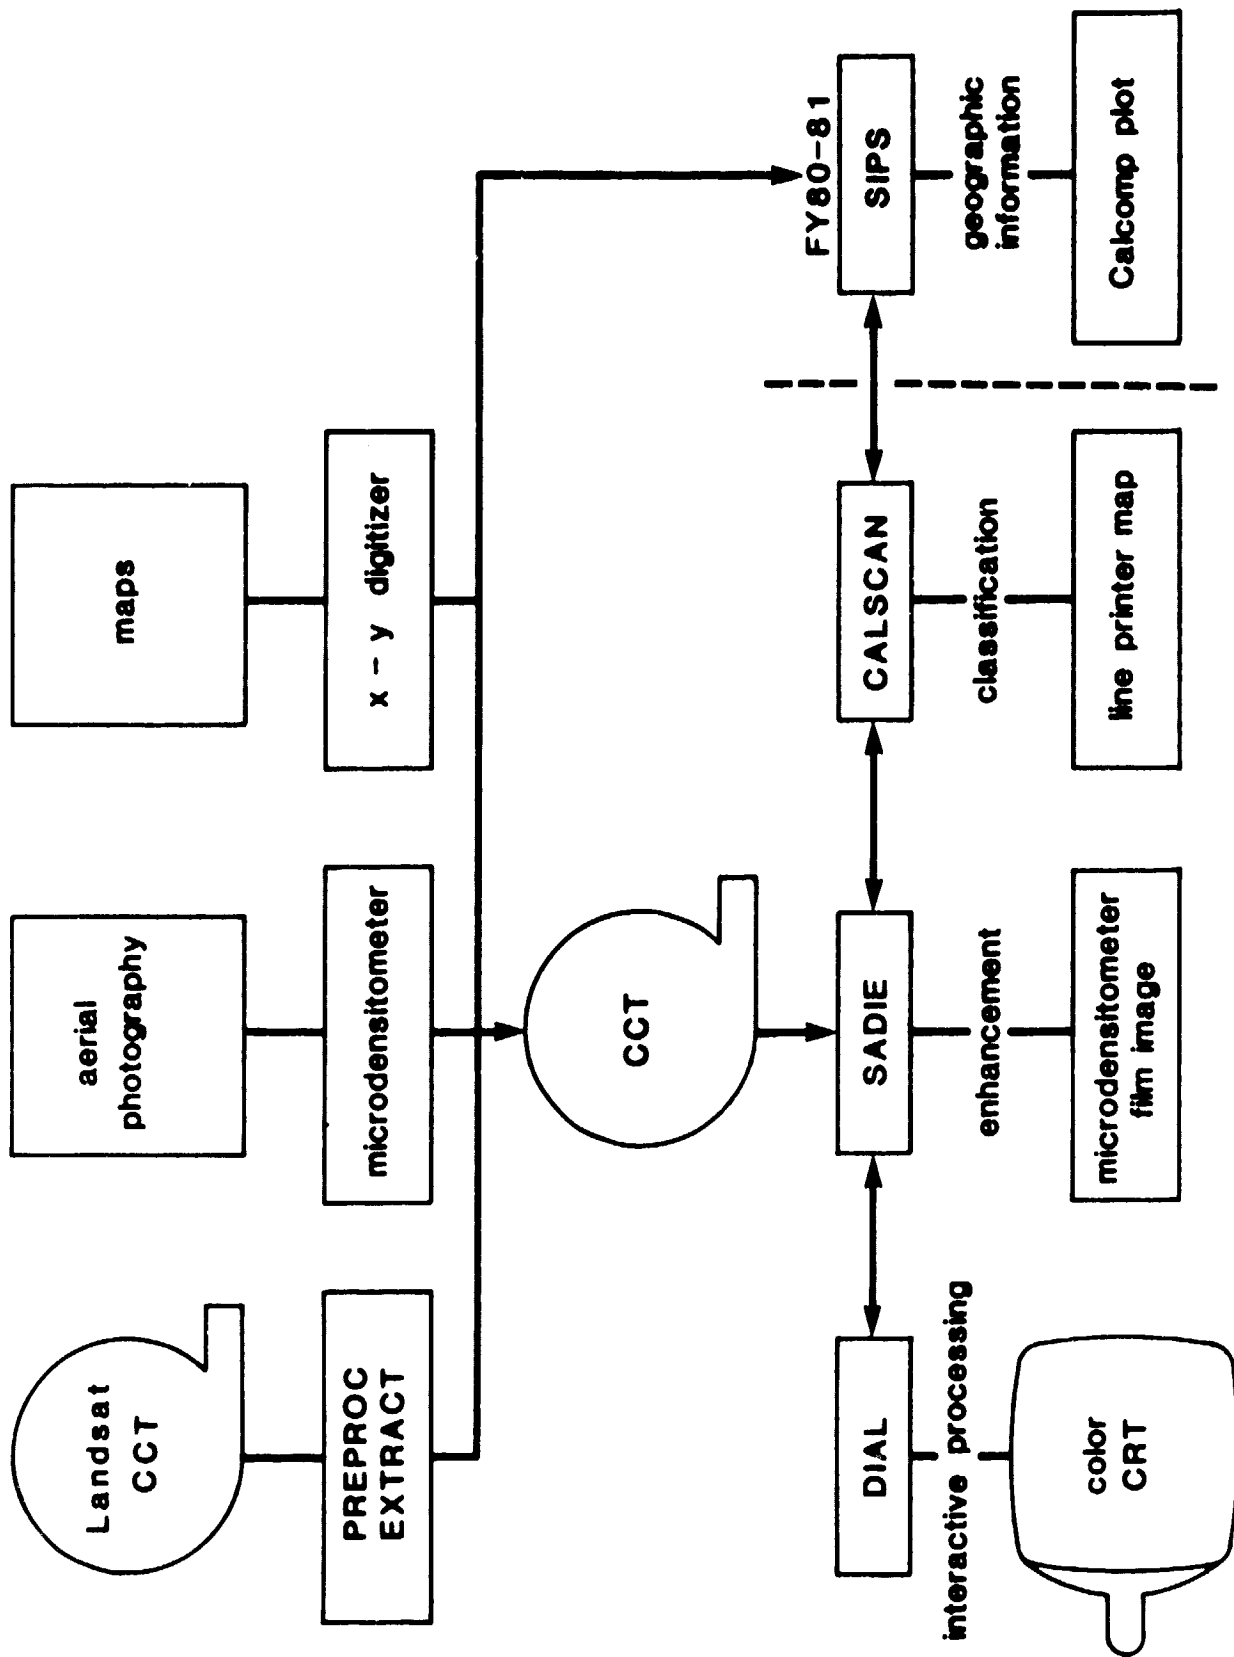 Landsat
CCT
aerial
photography
maps
PREPROC
EXTRACT
microdensitometer
x - y digitizer
CCT
FY80-81
DIAL
SADIE
CALSCAN
SIPS
interactive processing
enhancement
classification
geographic
information
color
CRT
microdensitometer
film image
line printer map
Calcomp plot